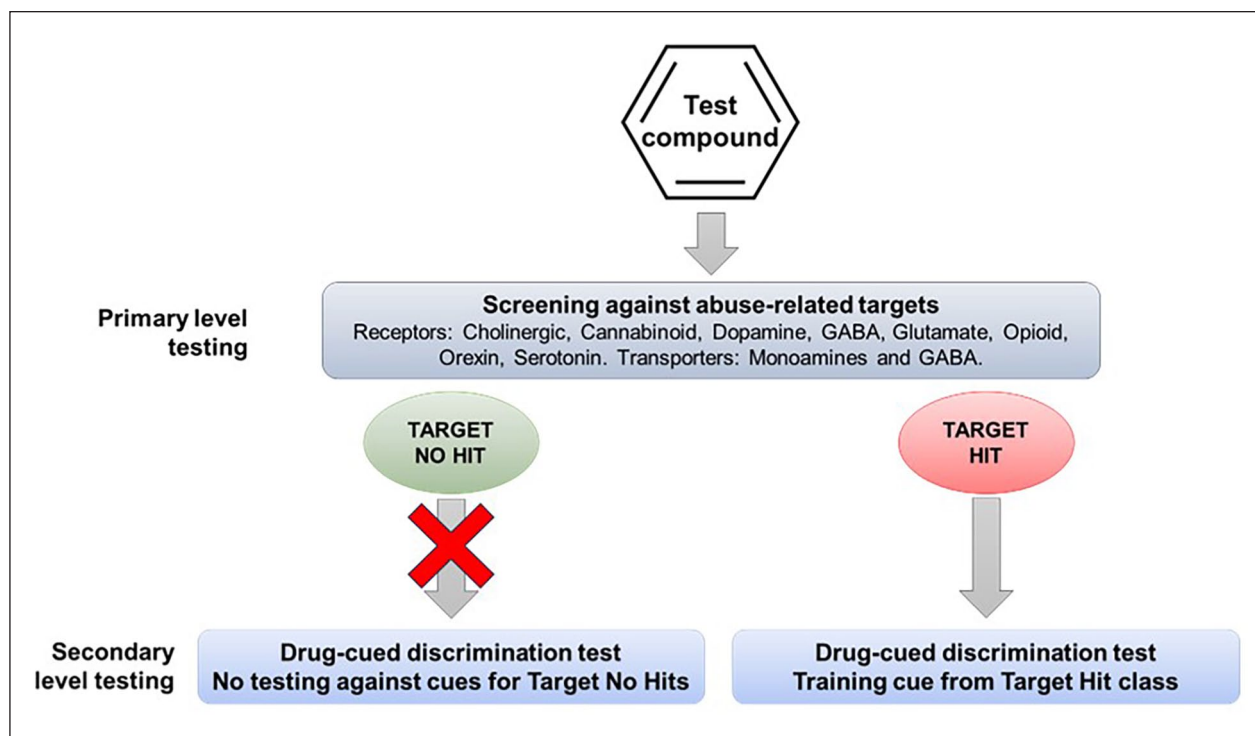 Test
compound
Primary level
testing
Screening against abuse-related targets
Receptors: Cholinergic, Cannabinoid, Dopamine, GABA, Glutamate, Opioid,
Orexin, Serotonin. Transporters: Monoamines and GABA.
TARGET
NO HIT
TARGET
HIT
Secondary
level testing
Drug-cued discrimination test
No testing against cues for Target No Hits
Drug-cued discrimination test
Training cue from Target Hit class